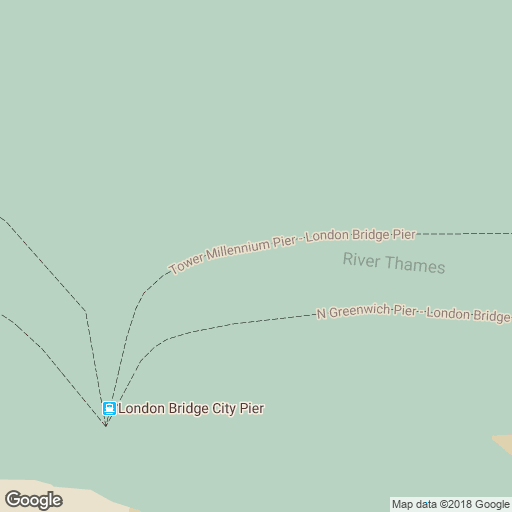 Tower Millennium Pier - London Bridge Pier
River Thames
N Greenwich Pier - London Bridge
London Bridge City Pier
Google
Map data ©2018 Google